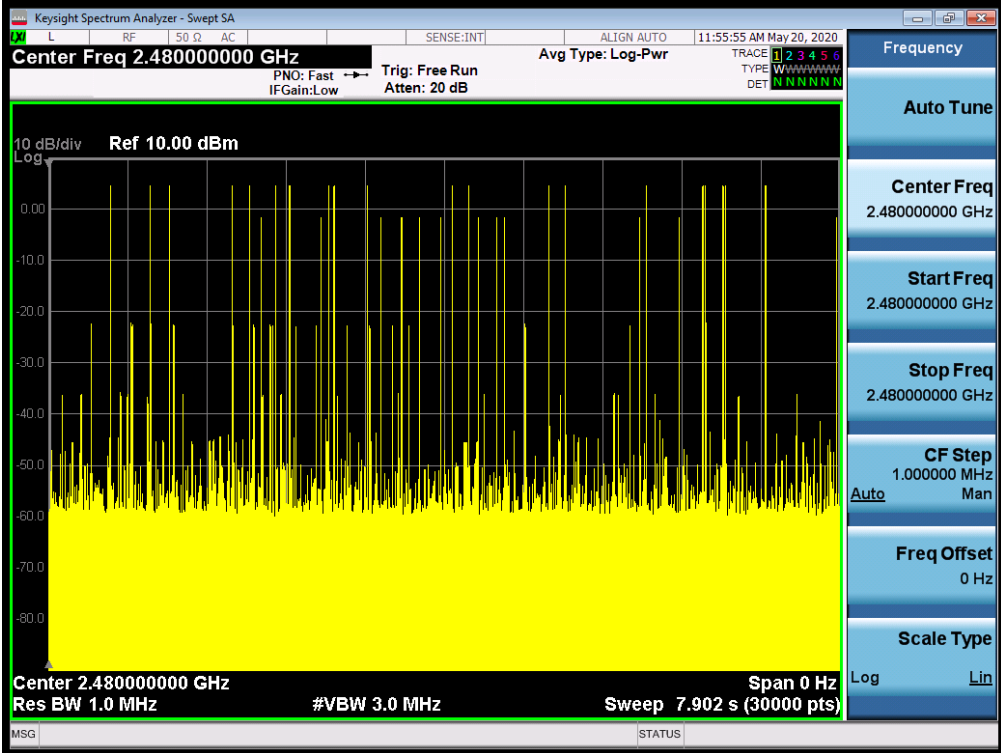 Keysight Spectrum Analyzer - Swept SA
LXI L RF 50 Ω AC SENSE:INT ALIGN AUTO 11:55:55 AM May 20, 2020
Center Freq 2.480000000 GHz
PNO: Fast
IFGain:Low
Trig: Free Run
Atten: 20 dB
Avg Type: Log-Pwr
TRACE 1 2 3 4 5 6
TYPE WWWWWW
DET N N N N N N
10 dB/div Ref 10.00 dBm
Log
0.00
-10.0
-20.0
-30.0
-40.0
-50.0
-60.0
-70.0
-80.0
Center 2.480000000 GHz Span 0 Hz
Res BW 1.0 MHz #VBW 3.0 MHz Sweep 7.902 s (30000 pts)
MSG STATUS
Frequency
Auto Tune
Center Freq
2.480000000 GHz
Start Freq
2.480000000 GHz
Stop Freq
2.480000000 GHz
CF Step
1.000000 MHz
Auto Man
Freq Offset
0 Hz
Scale Type
Log Lin